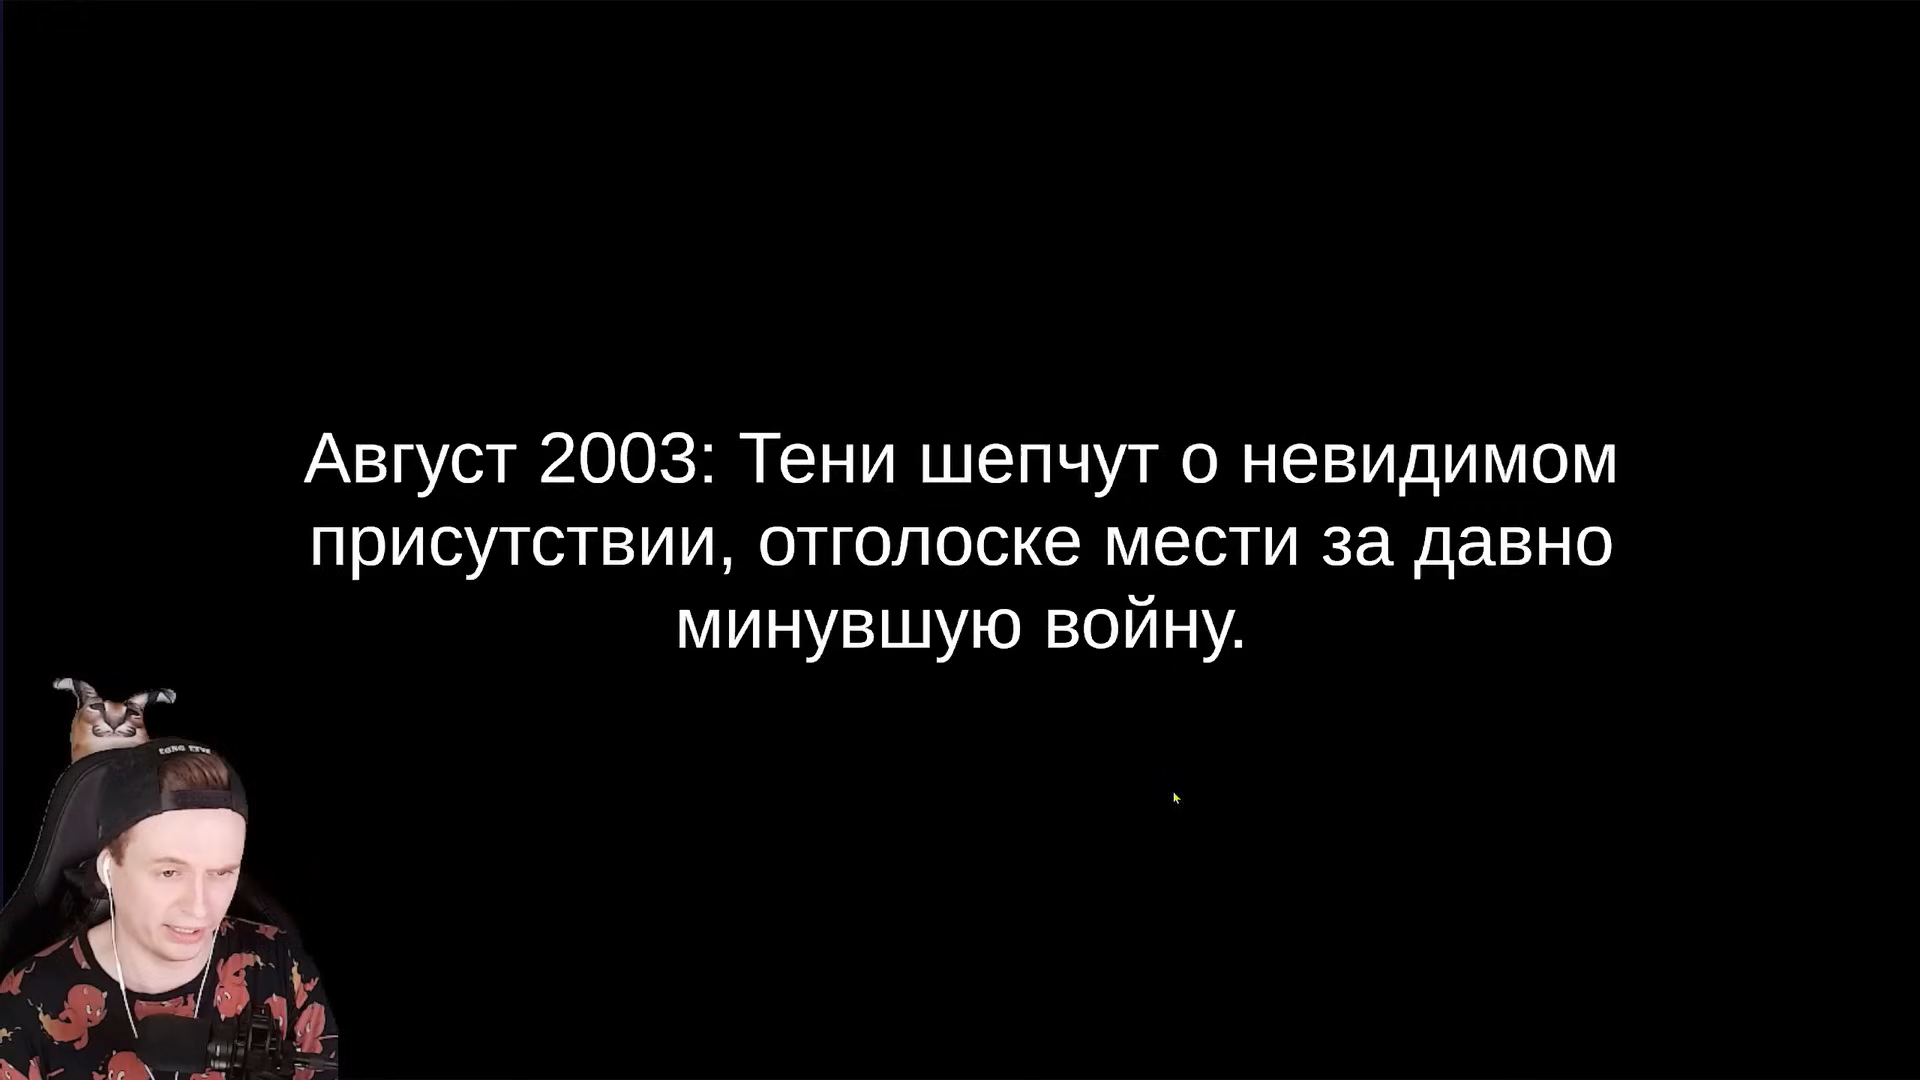 Август 2003: Тени шепчут о невидимом
присутствии, отголоске мести за давно
минувшую войну.